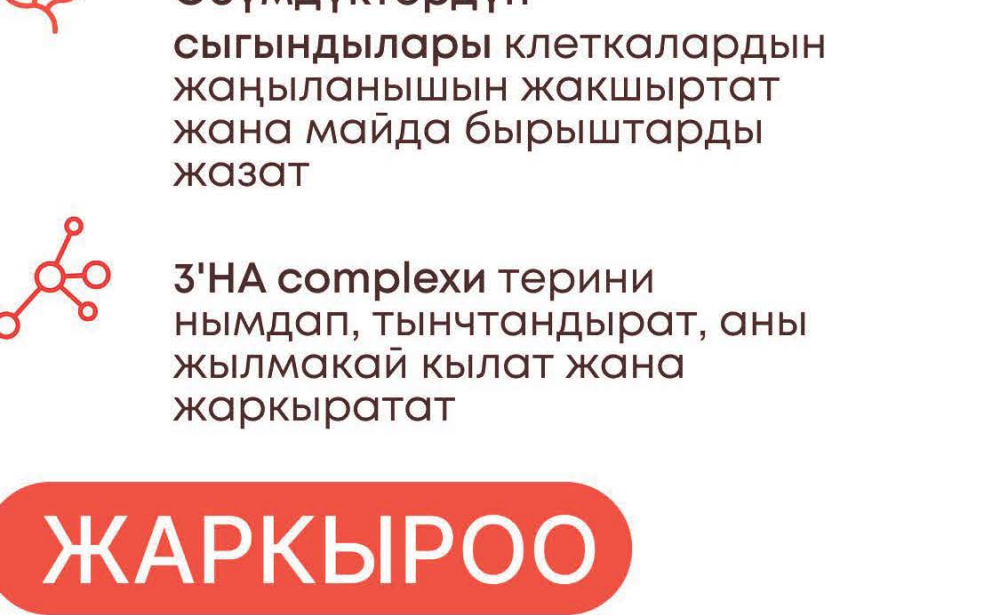 сыгындылары клеткалардын
жаңыланышын жакшыртат
жана майда бырыштарды
жазат
3'HA complexи терини
нымдап, тынчтандырат, аны
жылмакай кылат жана
жаркыратат
ЖАРКЫРОО